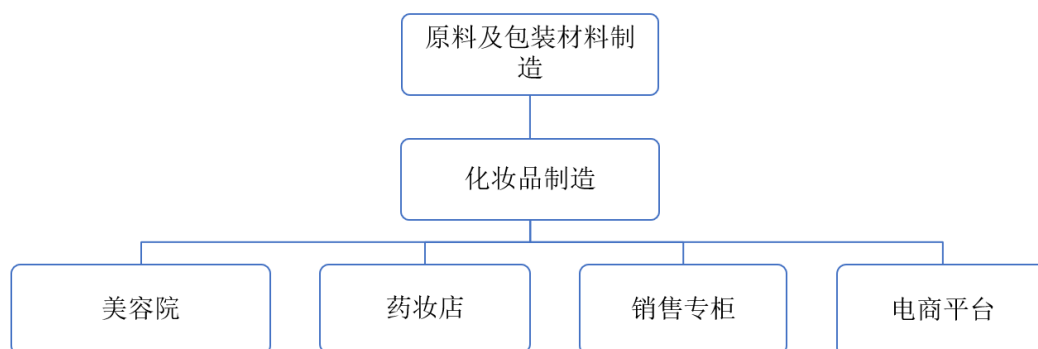 原料及包装材料制
造
化妆品制造
美容院
药妆店
销售专柜
电商平台